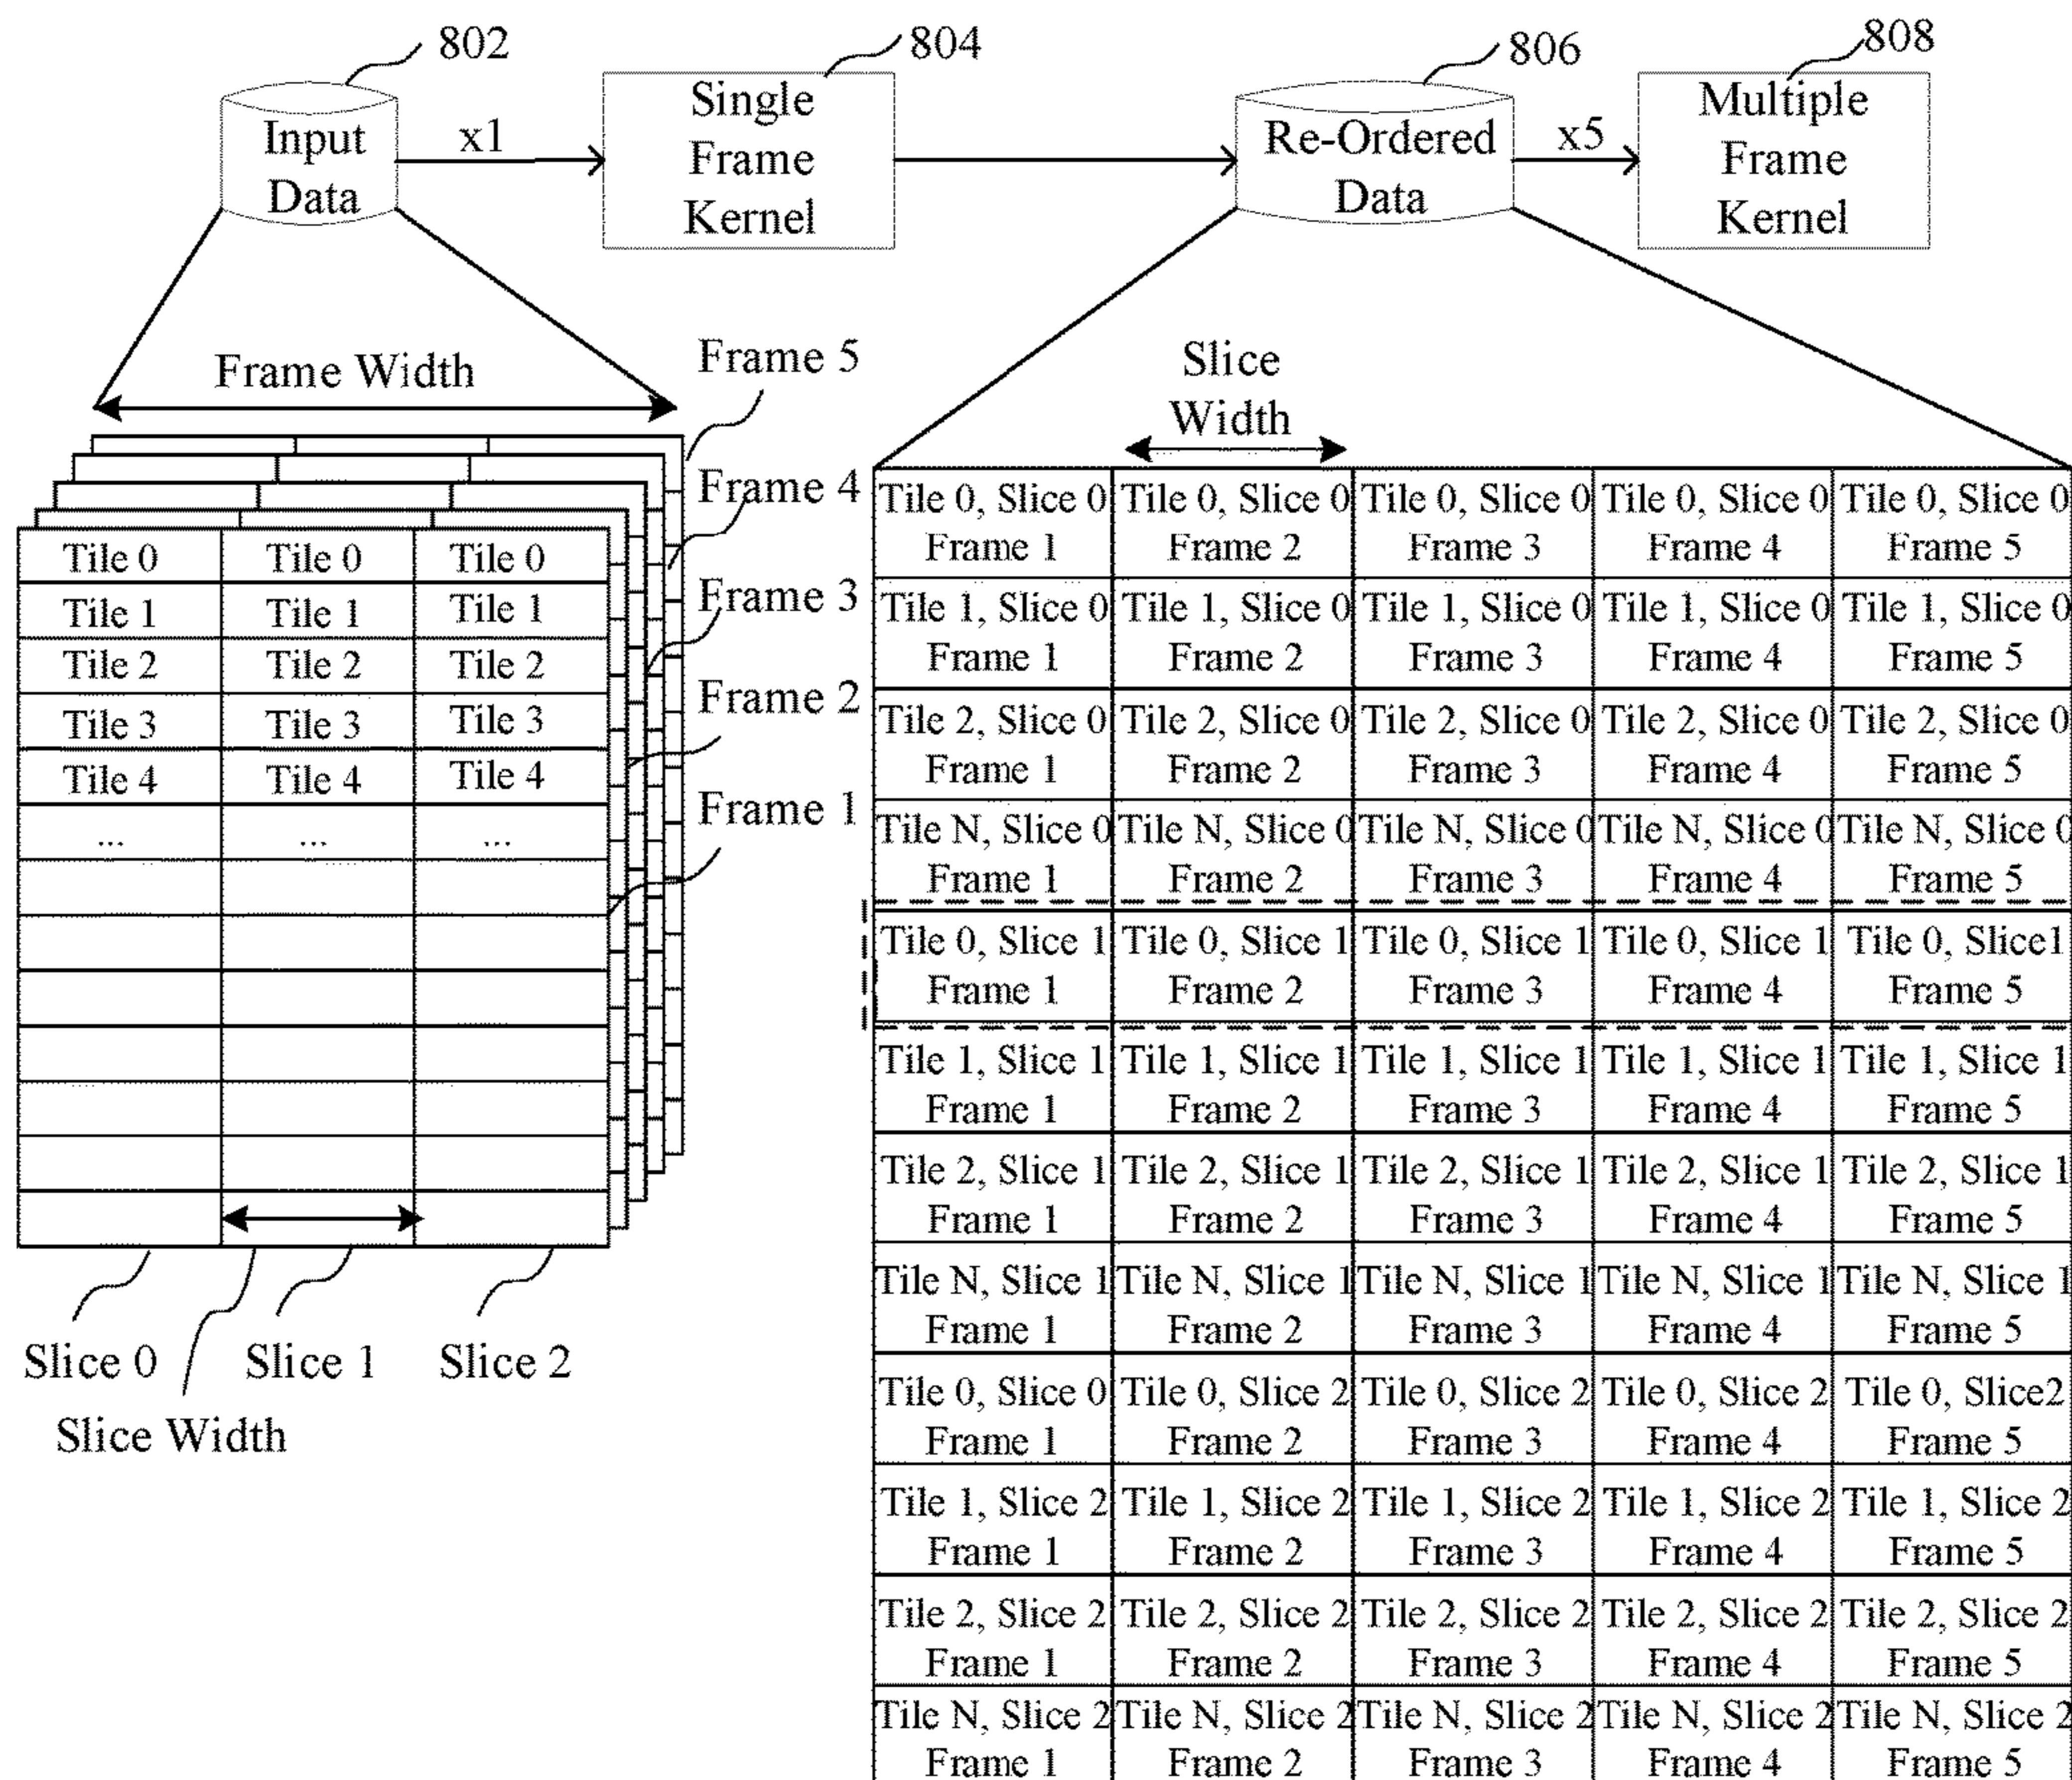 802
804
806
808
Input
Data
x1
Single
Frame
Kernel
Re-Ordered
Data
x5
Multiple
Frame
Kernel
Frame Width
Frame 5
Frame 4
Frame 3
Frame 2
Frame 1
Tile 0 Tile 0 Tile 0
Tile 1 Tile 1 Tile 1
Tile 2 Tile 2 Tile 2
Tile 3 Tile 3 Tile 3
Tile 4 Tile 4 Tile 4
... ... ...
Slice 0 Slice 1 Slice 2
Slice Width
Slice
Width
Tile 0, Slice 0 Tile 0, Slice 0 Tile 0, Slice 0 Tile 0, Slice 0 Tile 0, Slice 0
Frame 1 Frame 2 Frame 3 Frame 4 Frame 5
Tile 1, Slice 0 Tile 1, Slice 0 Tile 1, Slice 0 Tile 1, Slice 0 Tile 1, Slice 0
Frame 1 Frame 2 Frame 3 Frame 4 Frame 5
Tile 2, Slice 0 Tile 2, Slice 0 Tile 2, Slice 0 Tile 2, Slice 0 Tile 2, Slice 0
Frame 1 Frame 2 Frame 3 Frame 4 Frame 5
Tile N, Slice 0 Tile N, Slice 0 Tile N, Slice 0 Tile N, Slice 0 Tile N, Slice 0
Frame 1 Frame 2 Frame 3 Frame 4 Frame 5
Tile 0, Slice 1 Tile 0, Slice 1 Tile 0, Slice 1 Tile 0, Slice 1 Tile 0, Slice1
Frame 1 Frame 2 Frame 3 Frame 4 Frame 5
Tile 1, Slice 1 Tile 1, Slice 1 Tile 1, Slice 1 Tile 1, Slice 1 Tile 1, Slice 1
Frame 1 Frame 2 Frame 3 Frame 4 Frame 5
Tile 2, Slice 1 Tile 2, Slice 1 Tile 2, Slice 1 Tile 2, Slice 1 Tile 2, Slice 1
Frame 1 Frame 2 Frame 3 Frame 4 Frame 5
Tile N, Slice 1 Tile N, Slice 1 Tile N, Slice 1 Tile N, Slice 1 Tile N, Slice 1
Frame 1 Frame 2 Frame 3 Frame 4 Frame 5
Tile 0, Slice 0 Tile 0, Slice 2 Tile 0, Slice 2 Tile 0, Slice 2 Tile 0, Slice2
Frame 1 Frame 2 Frame 3 Frame 4 Frame 5
Tile 1, Slice 2 Tile 1, Slice 2 Tile 1, Slice 2 Tile 1, Slice 2 Tile 1, Slice 2
Frame 1 Frame 2 Frame 3 Frame 4 Frame 5
Tile 2, Slice 2 Tile 2, Slice 2 Tile 2, Slice 2 Tile 2, Slice 2 Tile 2, Slice 2
Frame 1 Frame 2 Frame 3 Frame 4 Frame 5
Tile N, Slice 2 Tile N, Slice 2 Tile N, Slice 2 Tile N, Slice 2 Tile N, Slice 2
Frame 1 Frame 2 Frame 3 Frame 4 Frame 5